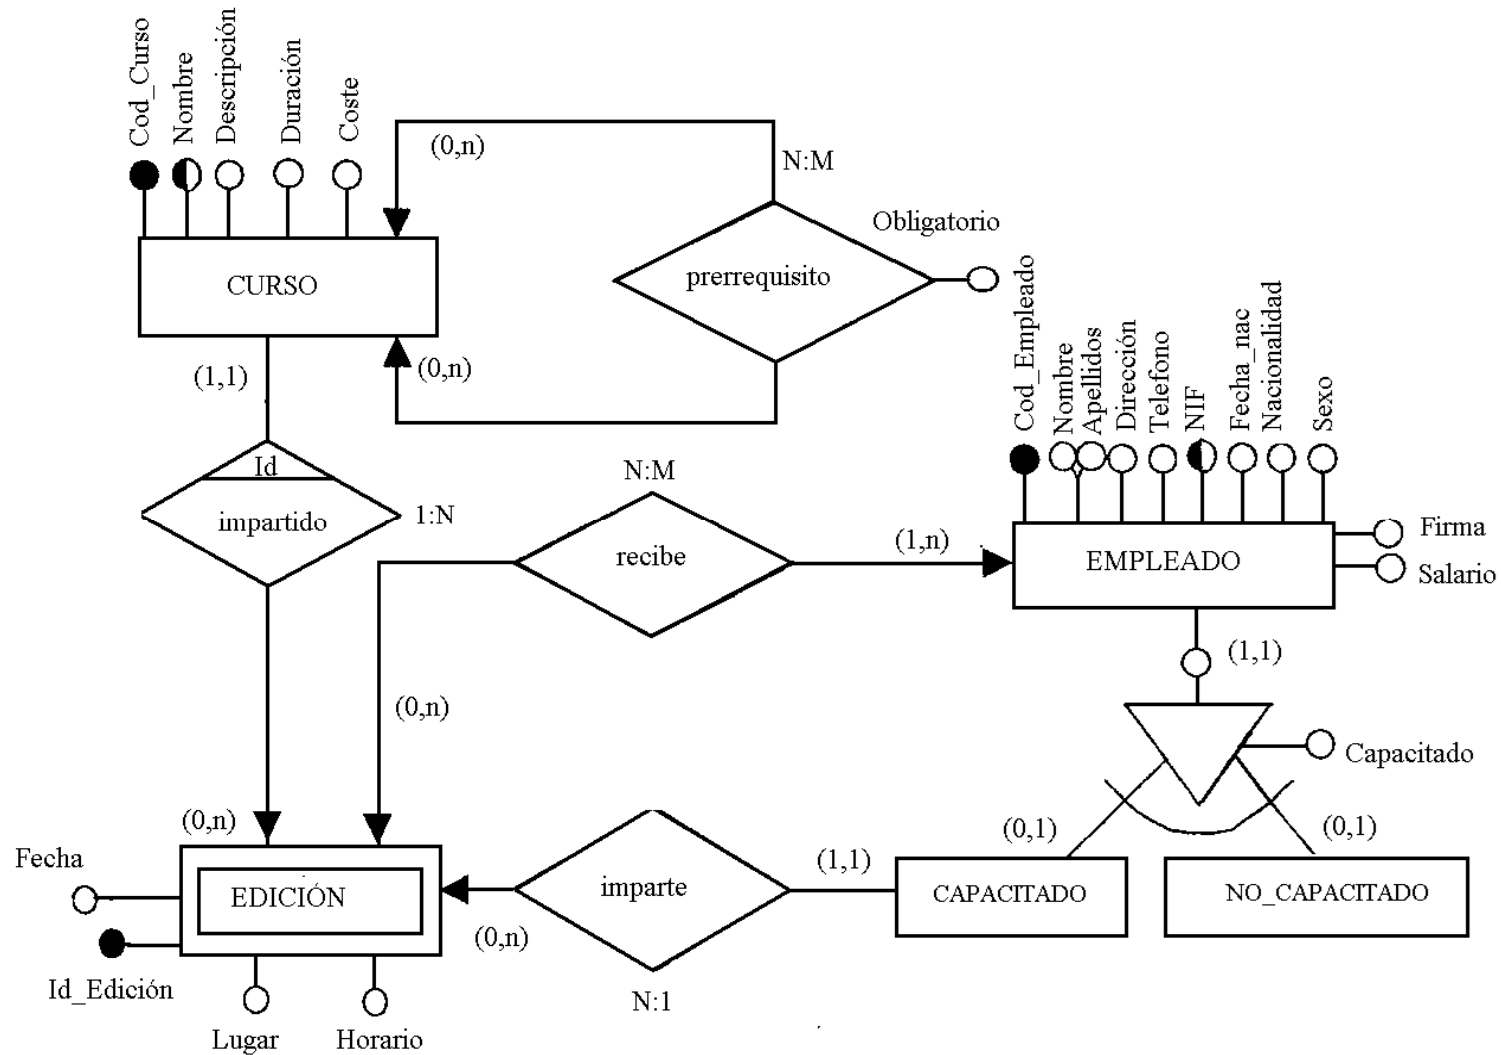 Cod_Curso
Nombre
Descripción
Duración
Coste
(0,n)
N:M
Obligatorio
CURSO
prerrequisito
(1,1)
(0,n)
Cod_Empleado
Nombre
Apellidos
Dirección
Telefono
NIF
Fecha_nac
Nacionalidad
Sexo
Id
impartido
1:N
N:M
recibe
(1,n)
EMPLEADO
Firma
Salario
(1,1)
(0,n)
Capacitado
(0,n)
(0,1)
(0,1)
Fecha
EDICIÓN
imparte
(1,1)
CAPACITADO
NO_CAPACITADO
(0,n)
Id_Edición
N:1
Lugar
Horario